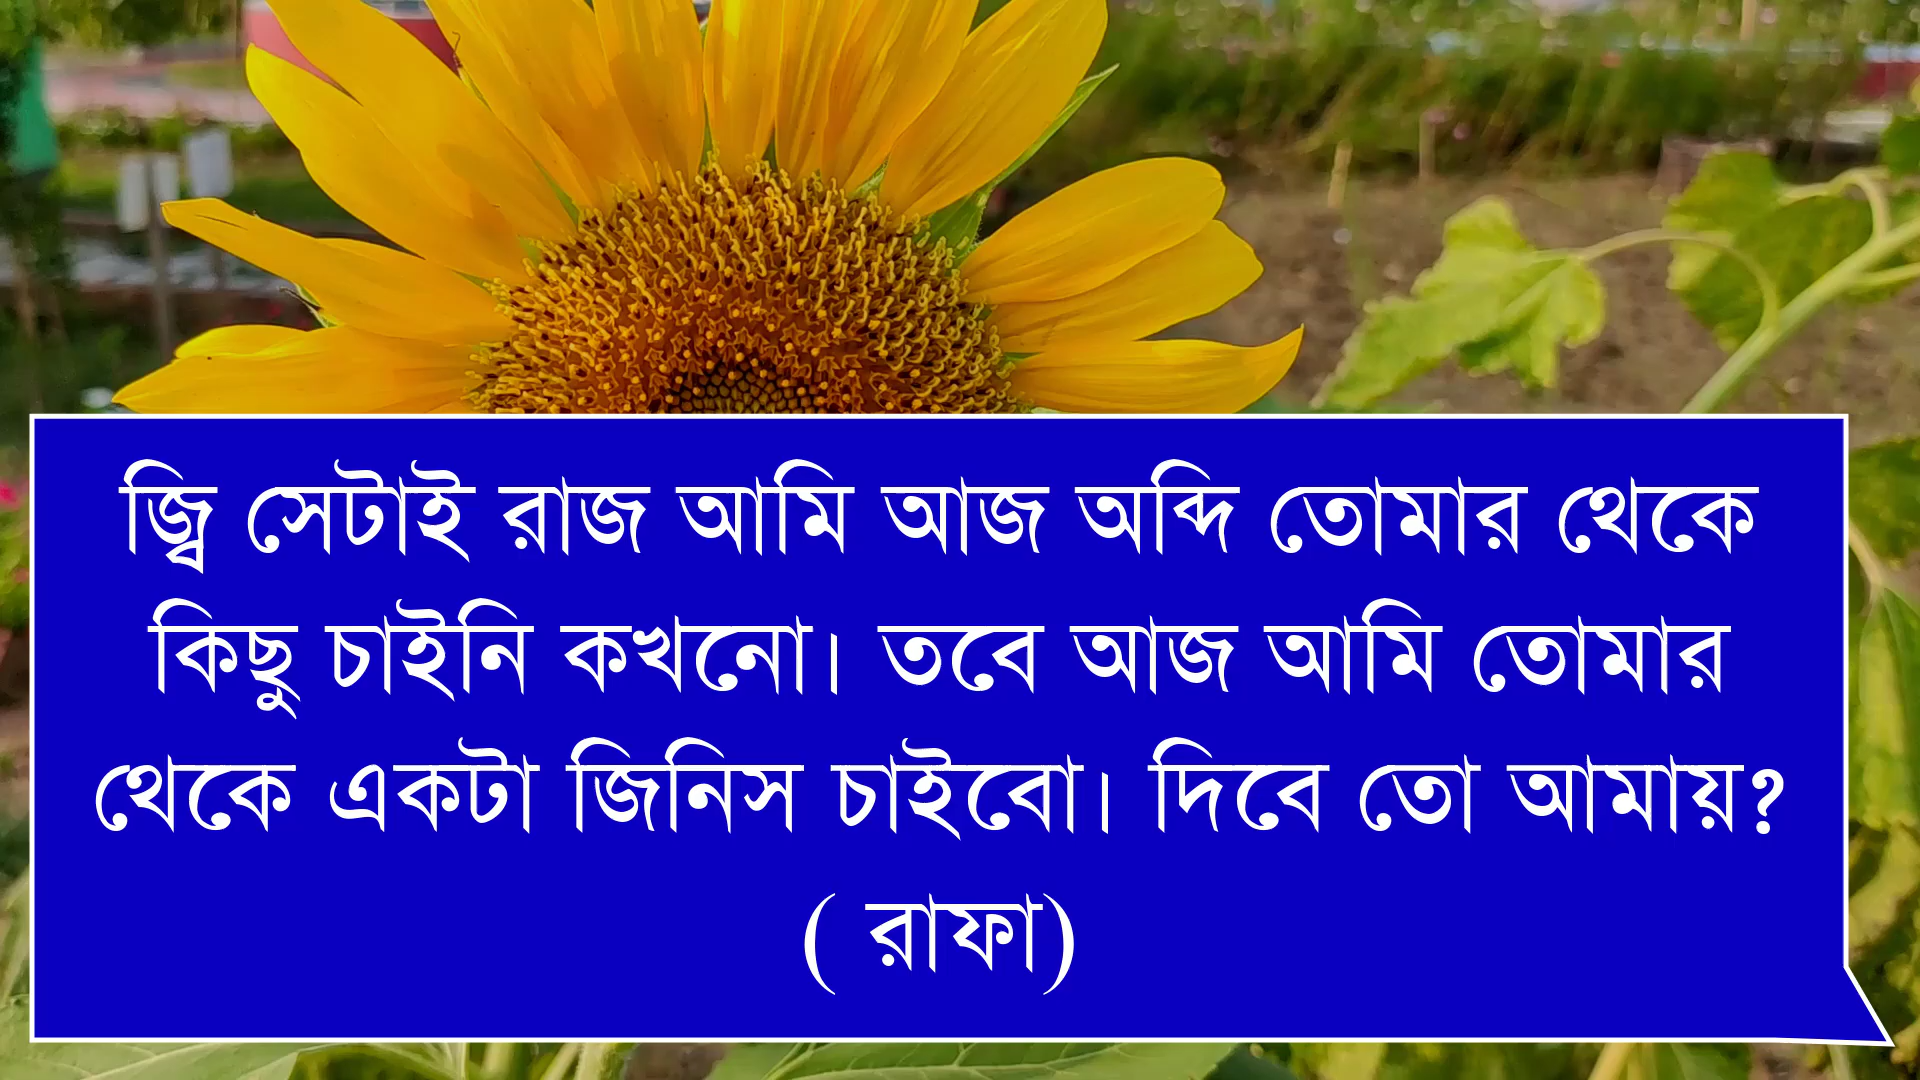 জ্বি সেটাই রাজ আমি আজ অব্দি তোমার থেকে
কিছু চাইনি কখনো। তবে আজ আমি তোমার
থেকে একটা জিনিস চাইবো। দিবে তো আমায়?
( রাফা)